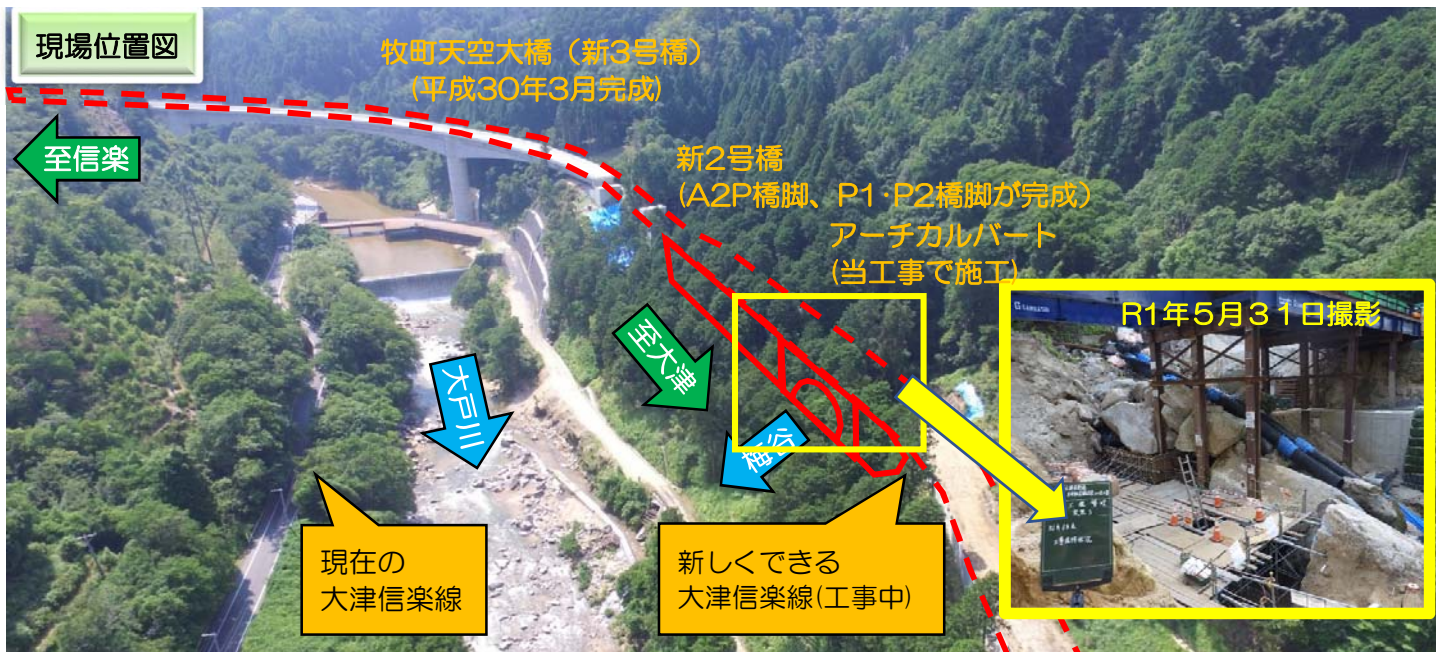 現場位置図
牧町天空大橋（新3号橋）
(平成30年3月完成)
至信楽
新2号橋
(A2P橋脚、P1・P2橋脚が完成）
アーチカルバート
(当工事で施工)
R1年5月31日撮影
至大津
大戸川
梅谷
現在の
大津信楽線
新しくできる
大津信楽線(工事中)